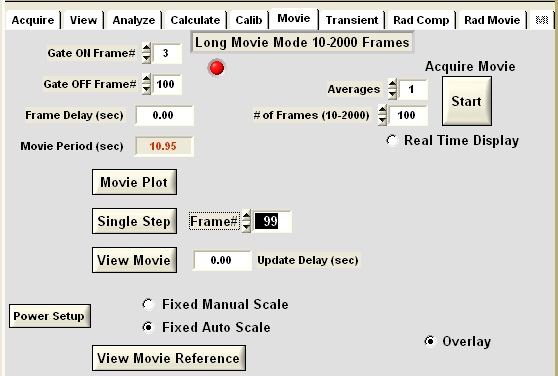 Acquire View Analyze Calculate Calib Movie Transient Rad Comp Rad Movie
Long Movie Mode 10-2000 Frames
Gate ON Frame# 3
Gate OFF Frame# 100
Acquire Movie
Averages 1
Start
Frame Delay (sec) 0.00
# of Frames (10-2000) 100
Real Time Display
Movie Period (sec) 10.95
Movie Plot
Single Step Frame# 99
View Movie 0.00 Update Delay (sec)
Power Setup
Fixed Manual Scale
Fixed Auto Scale
Overlay
View Movie Reference